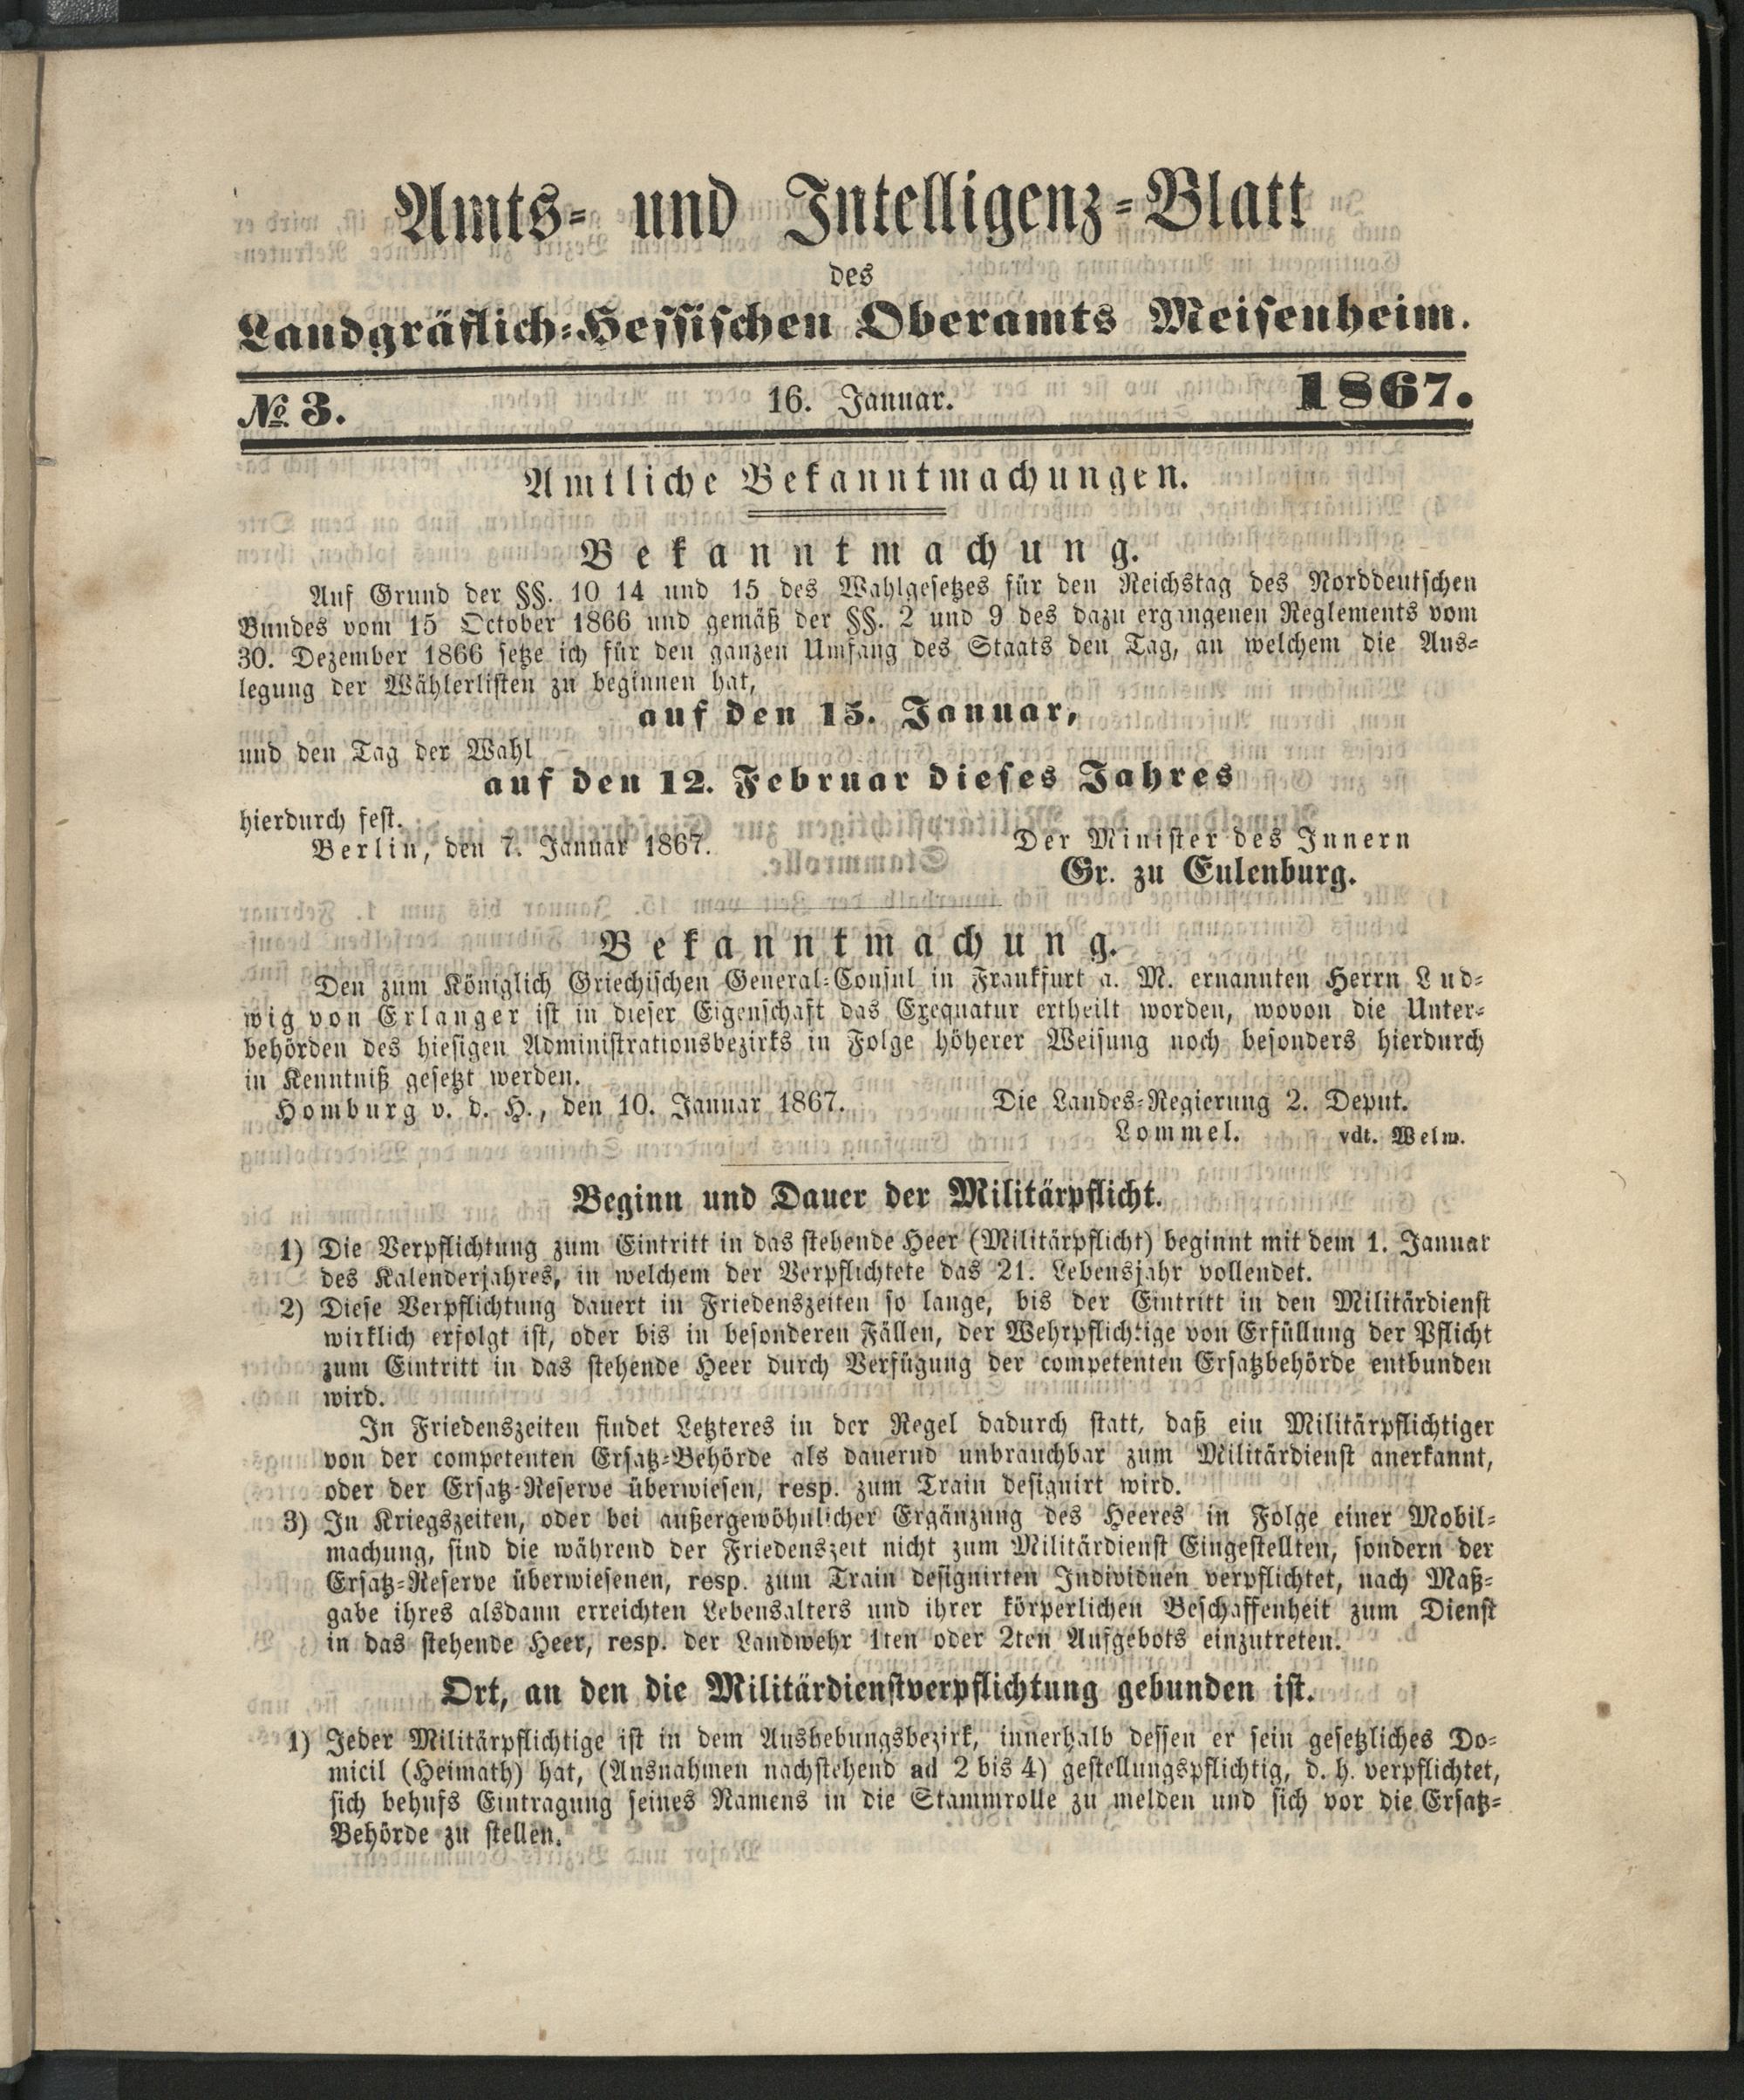 Amts- und Intelligenz-Blatt
des
Landgräflich-Hessischen Oberamts Meisenheim.
№ 3.
16. Januar.
1867.
Amtliche Bekanntmachungen.
Bekanntmachung.
Auf Grund der §§. 10 14 und 15 des Wahlgesetzes für den Reichstag des Norddeutschen
Bundes vom 15 October 1866 und gemäß der §§. 2 und 9 des dazu ergangenen Reglements vom
30. Dezember 1866 setze ich für den ganzen Umfang des Staats den Tag, an welchem die Aus-
legung der Wählerlisten zu beginnen hat,
auf den 15. Januar,
und den Tag der Wahl
auf den 12. Februar dieses Jahres
hierdurch fest.
Berlin, den 7. Januar 1867.
Der Minister des Innern
Gr. zu Eulenburg.
Bekanntmachung.
Den zum Königlich Griechischen General-Consul in Frankfurt a. M. ernannten Herrn Lud-
wig von Erlanger ist in dieser Eigenschaft das Exequatur ertheilt worden, wovon die Unter-
behörden des hiesigen Administrationsbezirks in Folge höherer Weisung noch besonders hierdurch
in Kenntniß gesetzt werden.
Homburg v. d. H., den 10. Januar 1867.
Die Landes-Regierung 2. Deput.
Lommel.
vdt. Welw.
Beginn und Dauer der Militärpflicht.
1) Die Verpflichtung zum Eintritt in das stehende Heer (Militärpflicht) beginnt mit dem 1. Januar
des Kalenderjahres, in welchem der Verpflichtete das 21. Lebensjahr vollendet.
2) Diese Verpflichtung dauert in Friedenszeiten so lange, bis der Eintritt in den Militärdienst
wirklich erfolgt ist, oder bis in besonderen Fällen, der Wehrpflichtige von Erfüllung der Pflicht
zum Eintritt in das stehende Heer durch Verfügung der competenten Ersatzbehörde entbunden
wird.
In Friedenszeiten findet Letzteres in der Regel dadurch statt, daß ein Militärpflichtiger
von der competenten Ersatz-Behörde als dauernd unbrauchbar zum Militärdienst anerkannt,
oder der Ersatz-Reserve überwiesen, resp. zum Train designirt wird.
3) In Kriegszeiten, oder bei außergewöhnlicher Ergänzung des Heeres in Folge einer Mobil-
machung, sind die während der Friedenszeit nicht zum Militärdienst Eingestellten, sondern der
Ersatz-Reserve überwiesenen, resp. zum Train designirten Individuen verpflichtet, nach Maß-
gabe ihres alsdann erreichten Lebensalters und ihrer körperlichen Beschaffenheit zum Dienst
in das stehende Heer, resp. der Landwehr 1ten oder 2ten Aufgebots einzutreten.
Ort, an den die Militärdienstverpflichtung gebunden ist.
1) Jeder Militärpflichtige ist in dem Aushebungsbezirk, innerhalb dessen er sein gesetzliches Do-
micil (Heimath) hat, (Ausnahmen nachstehend ad 2 bis 4) gestellungspflichtig, d. h. verpflichtet,
sich behufs Eintragung seines Namens in die Stammrolle zu melden und sich vor die Ersatz-
Behörde zu stellen.